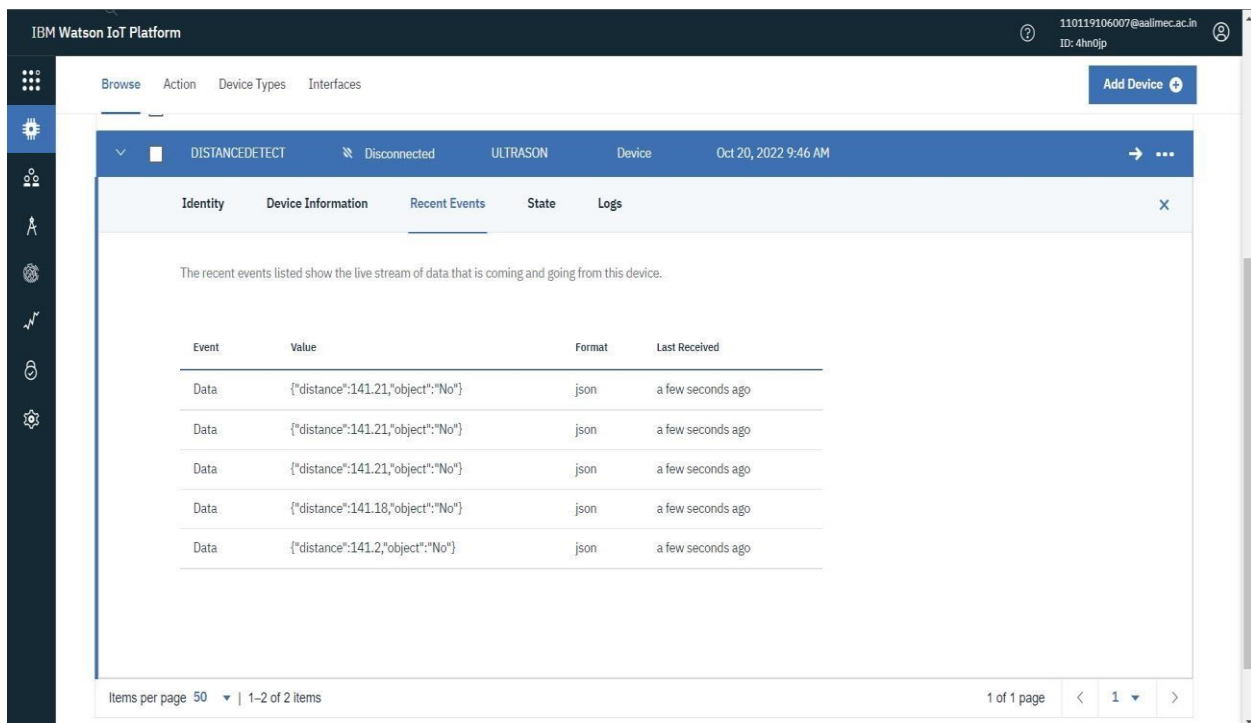 IBM Watson IoT Platform
110119106007@aalimec.ac.in
ID: 4hn0jp
Browse Action Device Types Interfaces
Add Device
DISTANCEDETECT Disconnected ULTRASON Device Oct 20, 2022 9:46 AM
Identity Device Information Recent Events State Logs
The recent events listed show the live stream of data that is coming and going from this device.
Event Value Format Last Received
Data {"distance":141.21,"object":"No"} json a few seconds ago
Data {"distance":141.21,"object":"No"} json a few seconds ago
Data {"distance":141.21,"object":"No"} json a few seconds ago
Data {"distance":141.18,"object":"No"} json a few seconds ago
Data {"distance":141.2,"object":"No"} json a few seconds ago
Items per page 50 | 1–2 of 2 items 1 of 1 page 1